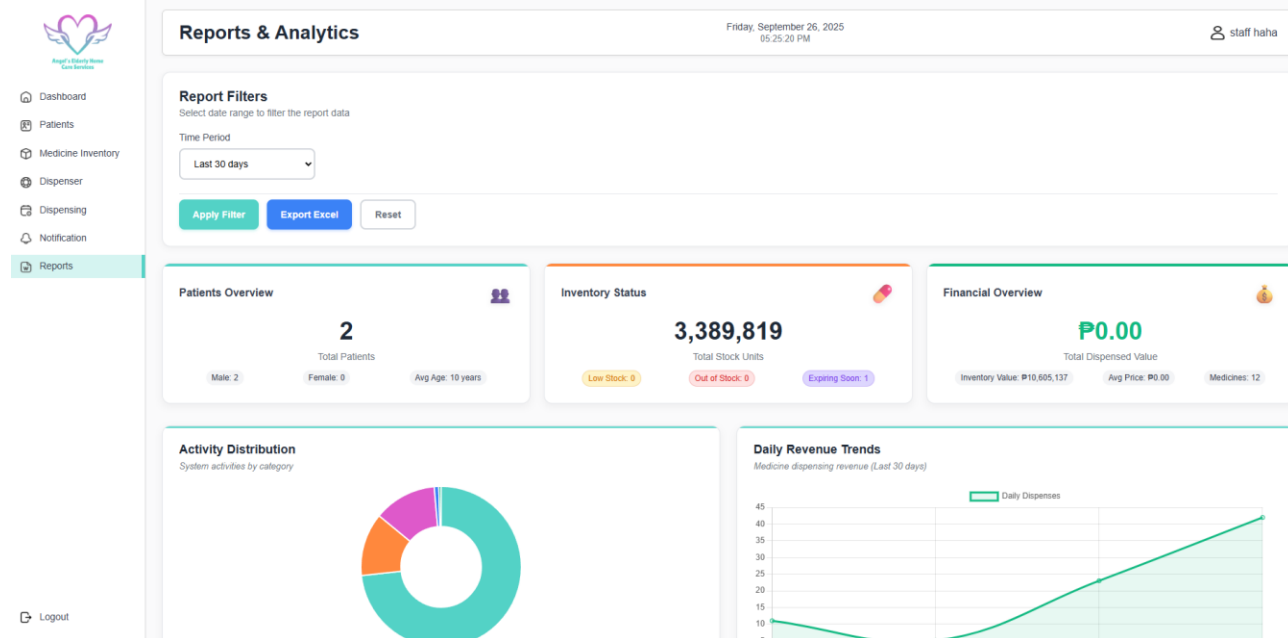 Angel's Elderly Home
Care Services
Dashboard
Patients
Medicine Inventory
Dispenser
Dispensing
Notification
Reports
Logout
Reports & Analytics
Friday, September 26, 2025
05:25:20 PM
staff haha
Report Filters
Select date range to filter the report data
Time Period
Last 30 days
Apply Filter
Export Excel
Reset
Patients Overview
2
Total Patients
Male: 2
Female: 0
Avg Age: 10 years
Inventory Status
3,389,819
Total Stock Units
Low Stock: 0
Out of Stock: 0
Expiring Soon: 1
Financial Overview
₱0.00
Total Dispensed Value
Inventory Value: ₱10,605,137
Avg Price: ₱0.00
Medicines: 12
Activity Distribution
System activities by category
Daily Revenue Trends
Medicine dispensing revenue (Last 30 days)
Daily Dispenses
45
40
35
30
25
20
15
10